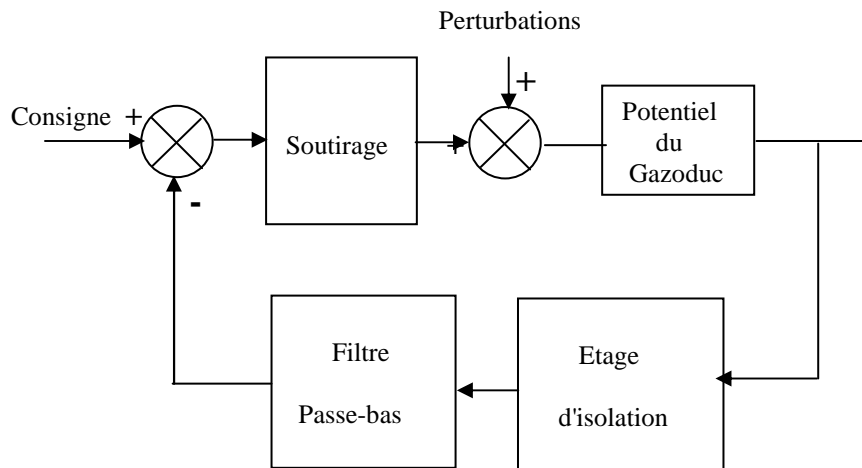 Perturbations
+
Consigne
+
Soutirage
+
Potentiel
du
Gazoduc
-
Filtre
Passe-bas
Etage
d'isolation